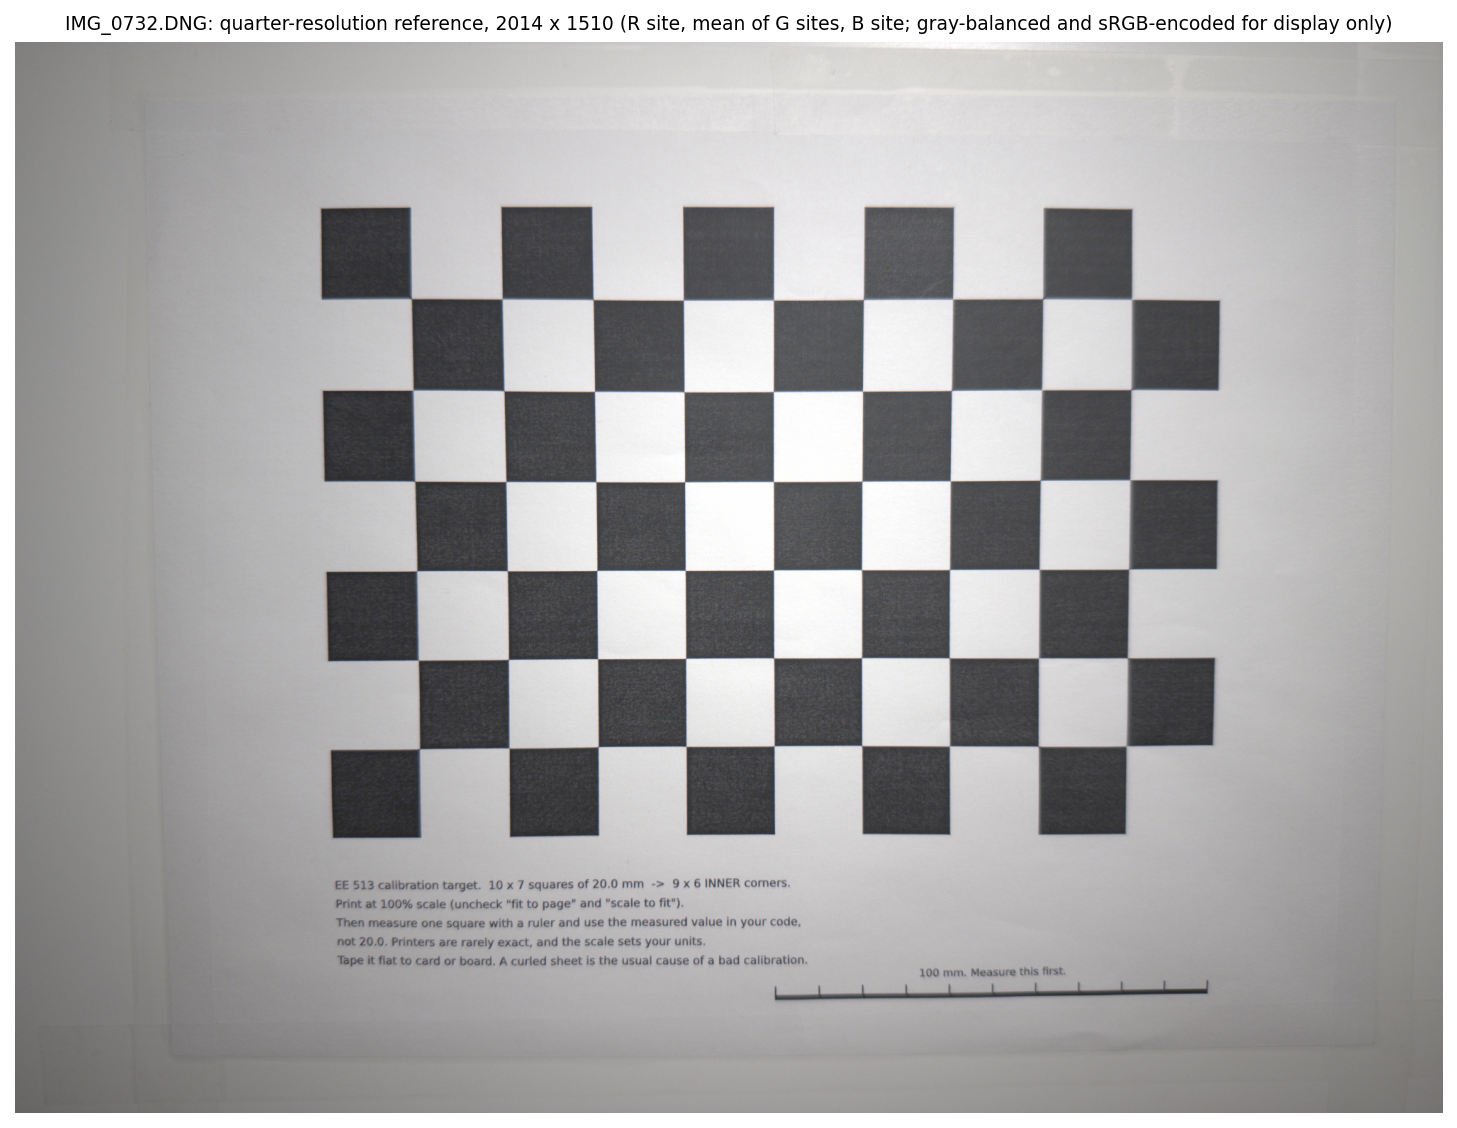 IMG_0732.DNG: quarter-resolution reference, 2014 x 1510 (R site, mean of G sites, B site; gray-balanced and sRGB-encoded for display only)
EE 513 calibration target.  10 x 7 squares of 20.0 mm  ->  9 x 6 INNER corners.
Print at 100% scale (uncheck "fit to page" and "scale to fit").
Then measure one square with a ruler and use the measured value in your code,
not 20.0. Printers are rarely exact, and the scale sets your units.
Tape it flat to card or board. A curled sheet is the usual cause of a bad calibration.
100 mm. Measure this first.